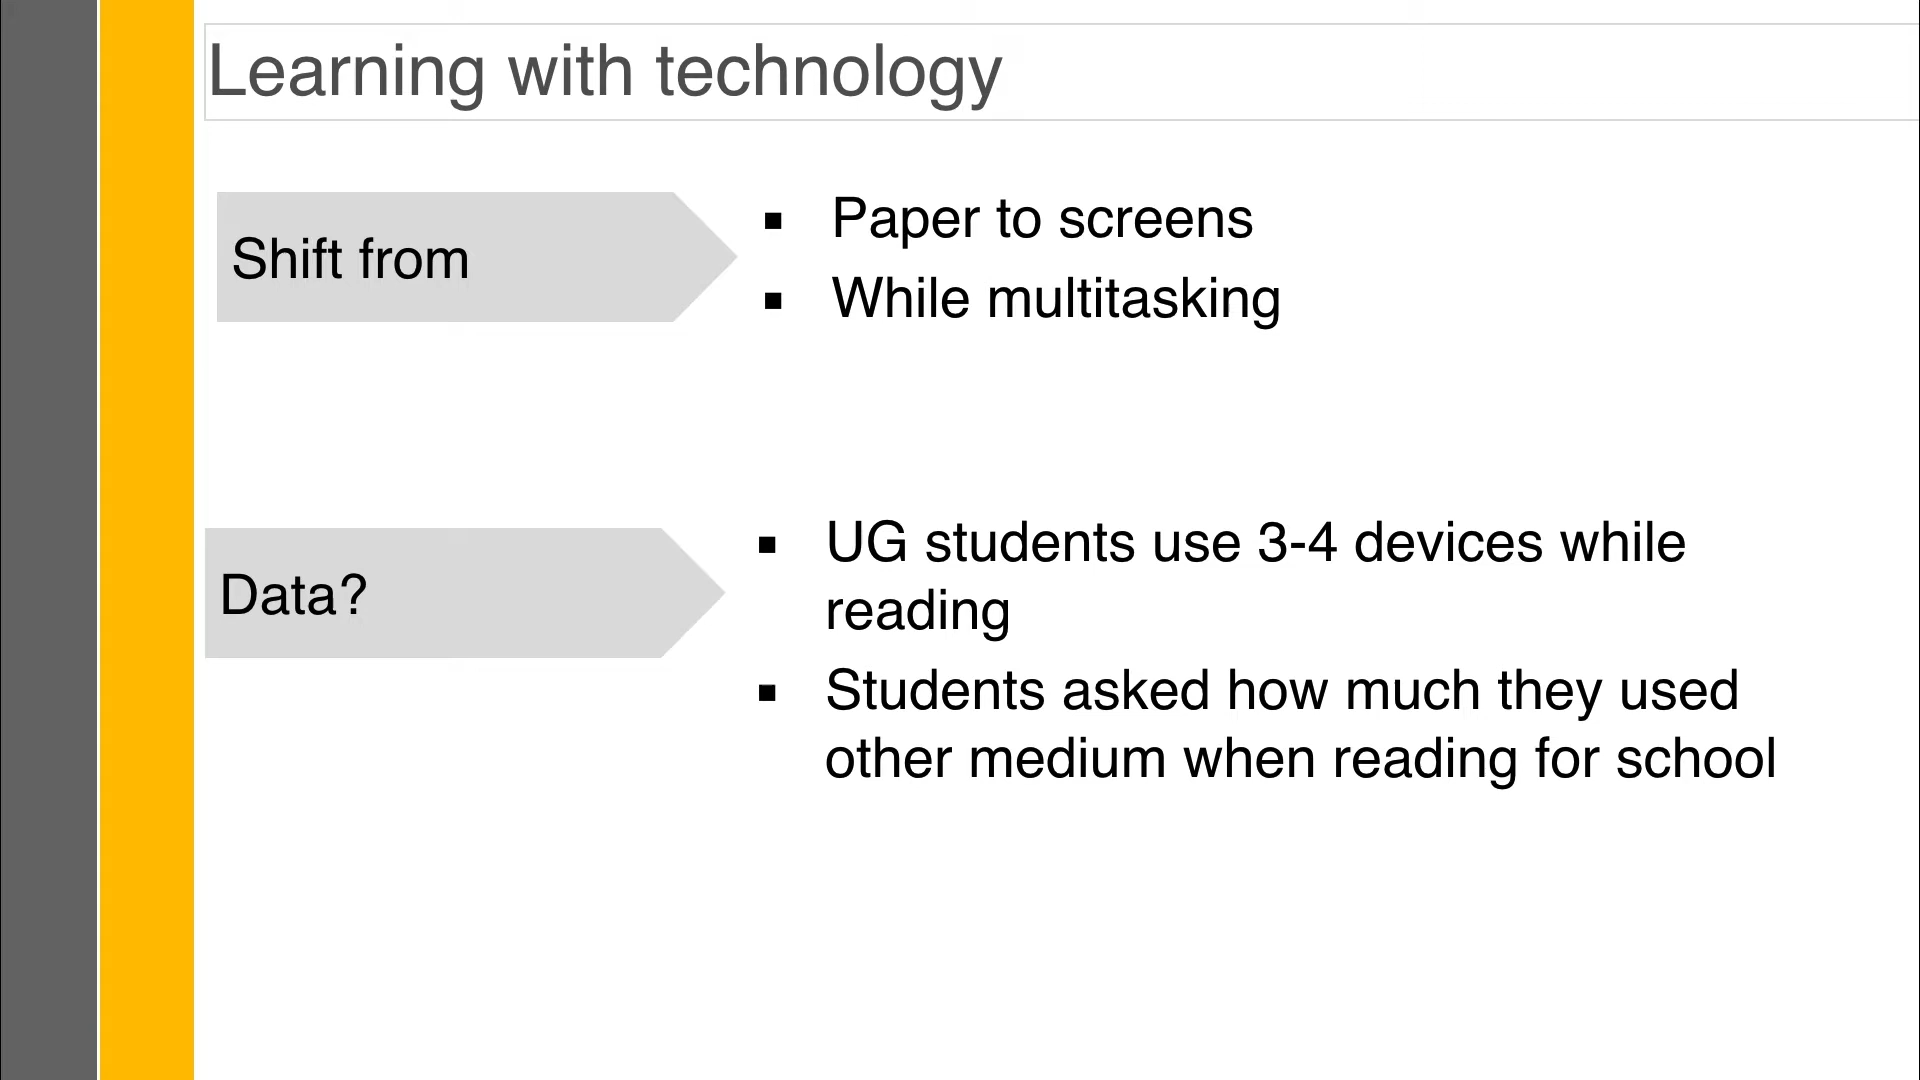 Learning with technology
Shift from
Paper to screens
While multitasking
Data?
UG students use 3-4 devices while
reading
Students asked how much they used
other medium when reading for school